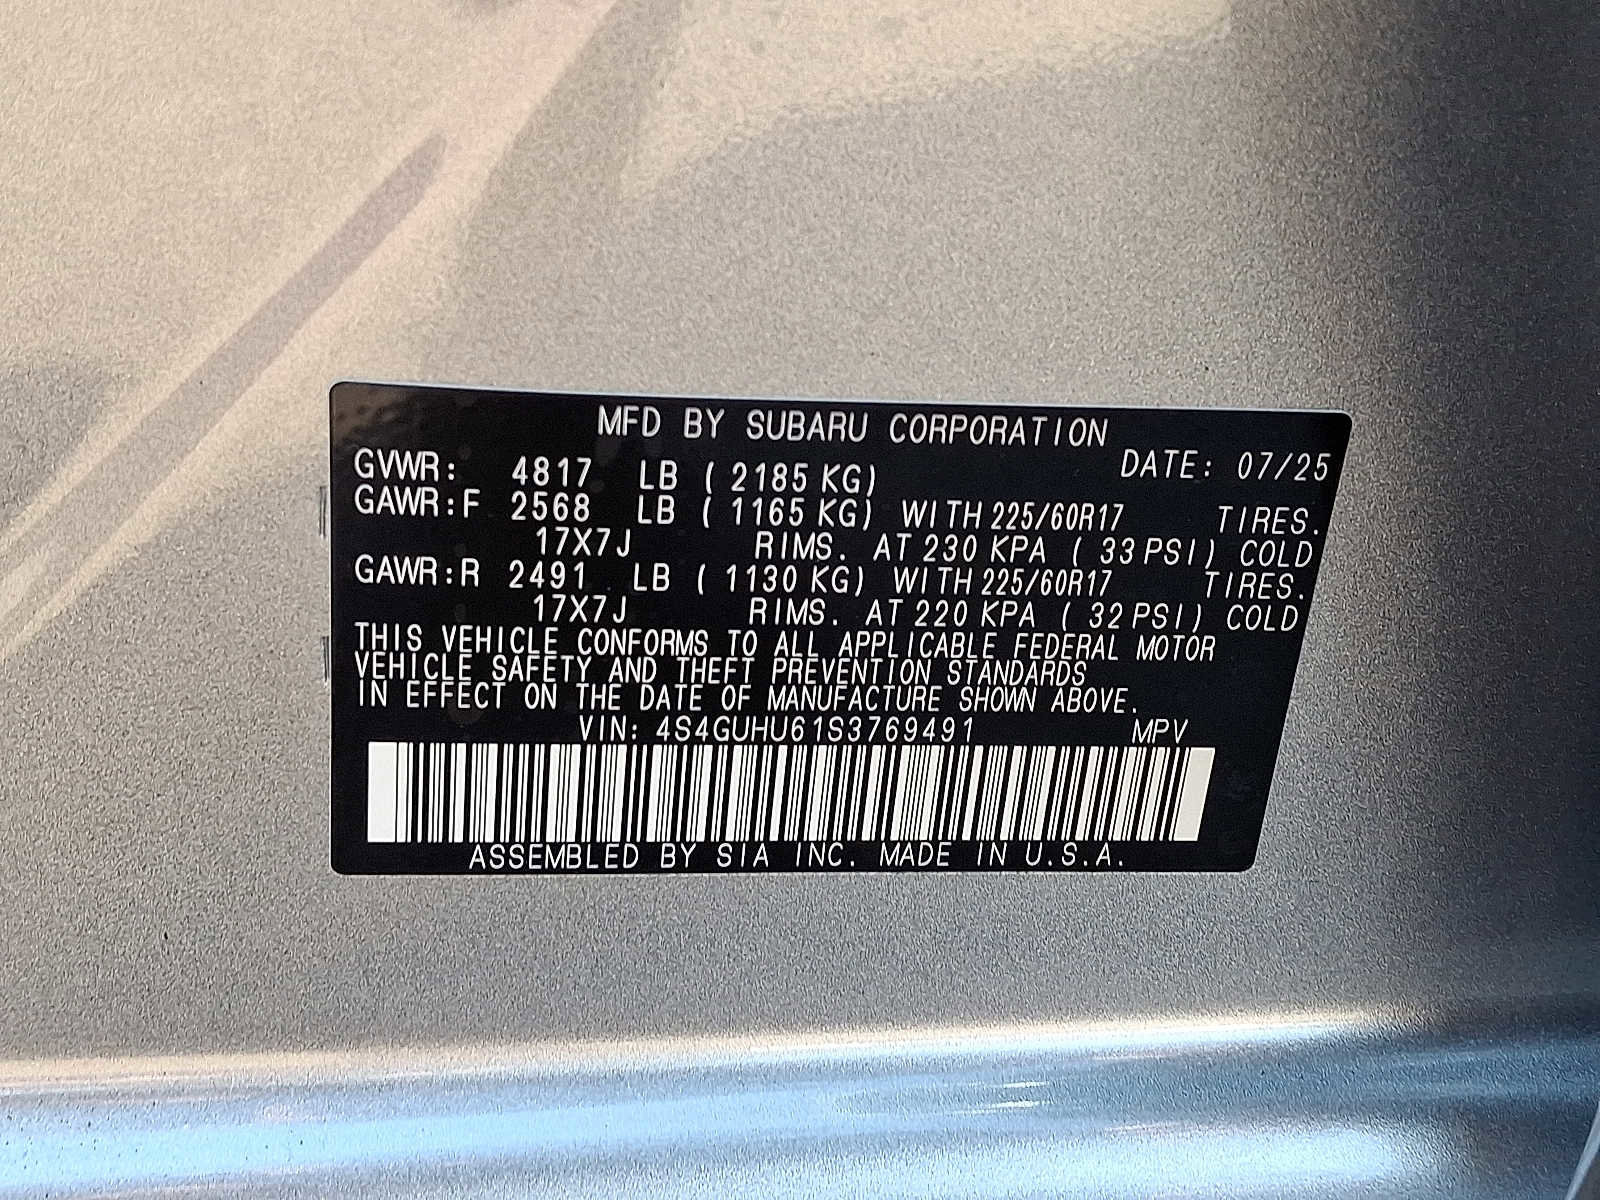 MFD BY SUBARU CORPORATION
DATE: 07/25
GVWR: 4817 LB ( 2185 KG)
GAWR:F 2568 LB ( 1165 KG) WITH 225/60R17 TIRES.
17X7J RIMS. AT 230 KPA ( 33 PSI) COLD
GAWR:R 2491 LB ( 1130 KG) WITH 225/60R17 TIRES.
17X7J RIMS. AT 220 KPA ( 32 PSI) COLD
THIS VEHICLE CONFORMS TO ALL APPLICABLE FEDERAL MOTOR
VEHICLE SAFETY AND THEFT PREVENTION STANDARDS
IN EFFECT ON THE DATE OF MANUFACTURE SHOWN ABOVE.
VIN: 4S4GUHU61S3769491 MPV
ASSEMBLED BY SIA INC. MADE IN U.S.A.